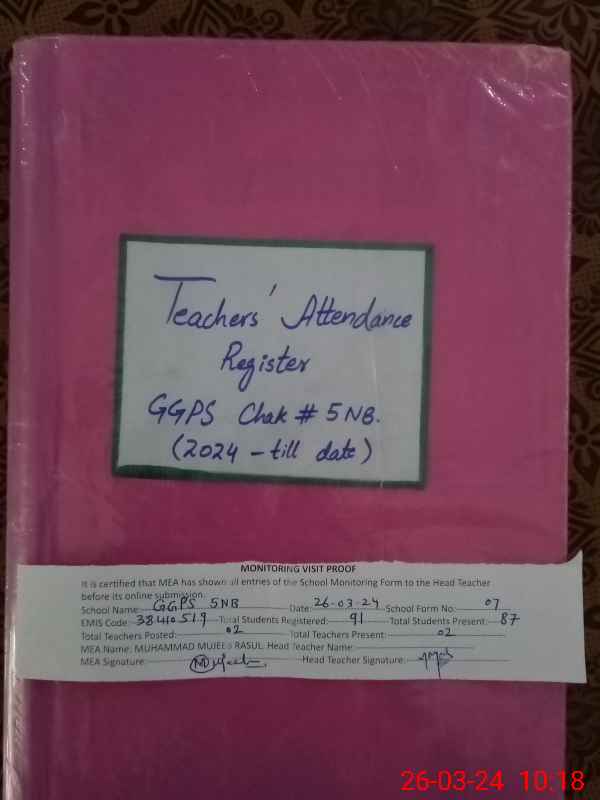 Teachers' Attendance
Register
GGPS Chak # 5NB.
(2024 - till date)
MONITORING VISIT PROOF
It is certified that MEA has shown all entries of the School Monitoring Form to the Head Teacher
before its online submission.
School Name: GGPS 5NB Date: 26-03-24 School Form No: 07
EMIS Code: 38410519 Total Students Registered: 91 Total Students Present: 87
Total Teachers Posted: 02 Total Teachers Present: 02
MEA Name: MUHAMMAD MUJEEB RASUL Head Teacher Name:
MEA Signature: Head Teacher Signature:
26-03-24 10:18